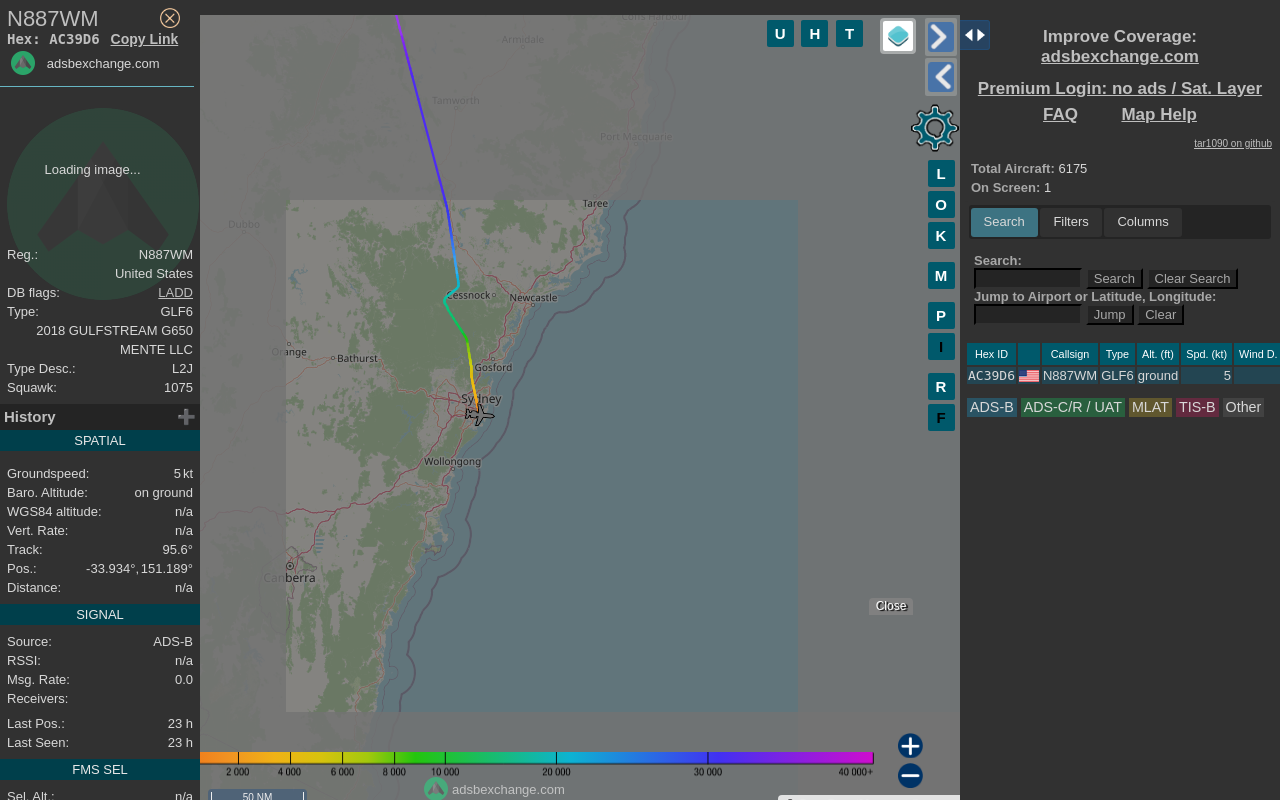 N887WM
Hex: AC39D6 Copy Link
adsbexchange.com
Loading image...
Reg.: N887WM
United States
DB flags: LADD
Type: GLF6
2018 GULFSTREAM G650
MENTE LLC
Type Desc.: L2J
Squawk: 1075
History
SPATIAL
Groundspeed: 5 kt
Baro. Altitude: on ground
WGS84 altitude: n/a
Vert. Rate: n/a
Track: 95.6°
Pos.: -33.934°, 151.189°
Distance: n/a
SIGNAL
Source: ADS-B
RSSI: n/a
Msg. Rate: 0.0
Receivers:
Last Pos.: 23 h
Last Seen: 23 h
FMS SEL
Sel. Alt.: n/a
Coffs Harbour
Armidale
Tamworth
Port Macquarie
Taree
Dubbo
Cessnock
Newcastle
Orange
Bathurst
Gosford
Sydney
Wollongong
Canberra
U H T
L
O
K
M
P
I
R
F
Close
2 000 4 000 6 000 8 000 10 000 20 000 30 000 40 000+
adsbexchange.com
50 NM
Improve Coverage:
adsbexchange.com
Premium Login: no ads / Sat. Layer
FAQ Map Help
tar1090 on github
Total Aircraft: 6175
On Screen: 1
Search Filters Columns
Search:
Search Clear Search
Jump to Airport or Latitude, Longitude:
Jump Clear
Hex ID Callsign Type Alt. (ft) Spd. (kt) Wind D.
AC39D6 N887WM GLF6 ground 5
ADS-B ADS-C/R / UAT MLAT TIS-B Other